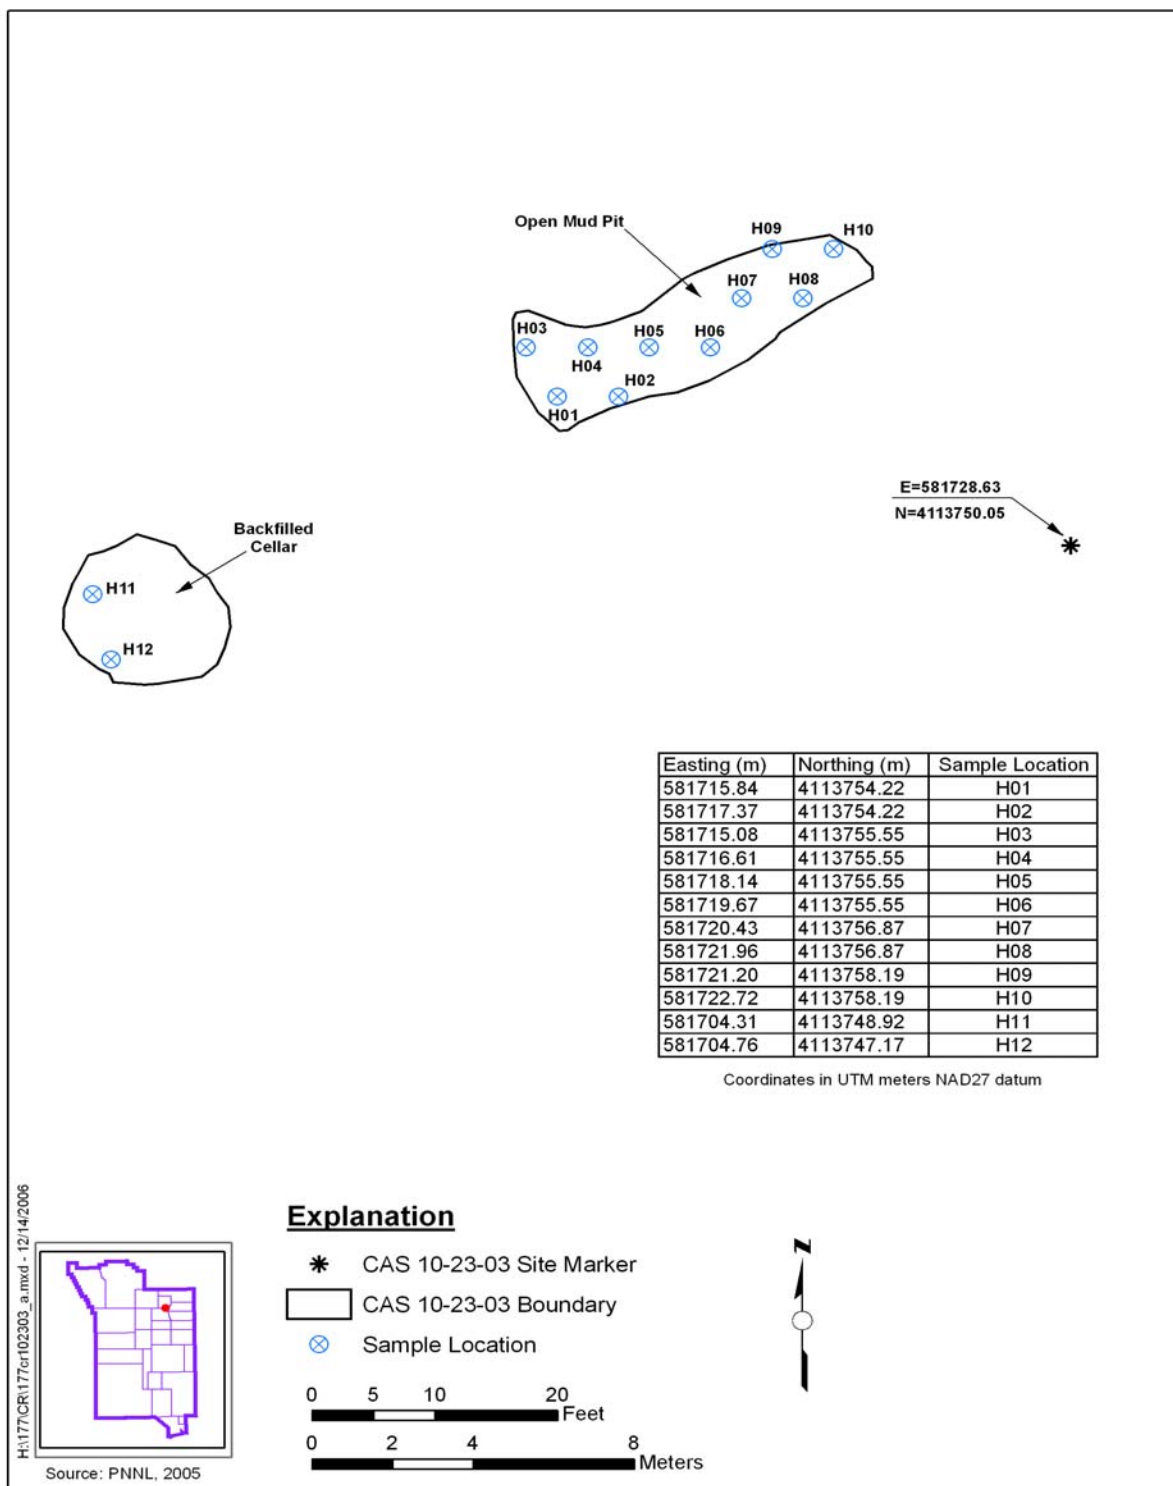 Open Mud Pit
H09
H10
H07
H08
H03
H05
H06
H04
H02
H01
E=581728.63
N=4113750.05
Backfilled
Cellar
H11
H12
Easting (m) Northing (m) Sample Location
581715.84 4113754.22 H01
581717.37 4113754.22 H02
581715.08 4113755.55 H03
581716.61 4113755.55 H04
581718.14 4113755.55 H05
581719.67 4113755.55 H06
581720.43 4113756.87 H07
581721.96 4113756.87 H08
581721.20 4113758.19 H09
581722.72 4113758.19 H10
581704.31 4113748.92 H11
581704.76 4113747.17 H12
Coordinates in UTM meters NAD27 datum
H:\177\CR\177cr102303_a.mxd - 12/14/2006
Source: PNNL, 2005
Explanation
CAS 10-23-03 Site Marker
CAS 10-23-03 Boundary
Sample Location
0 5 10 20
Feet
0 2 4 8
Meters
N